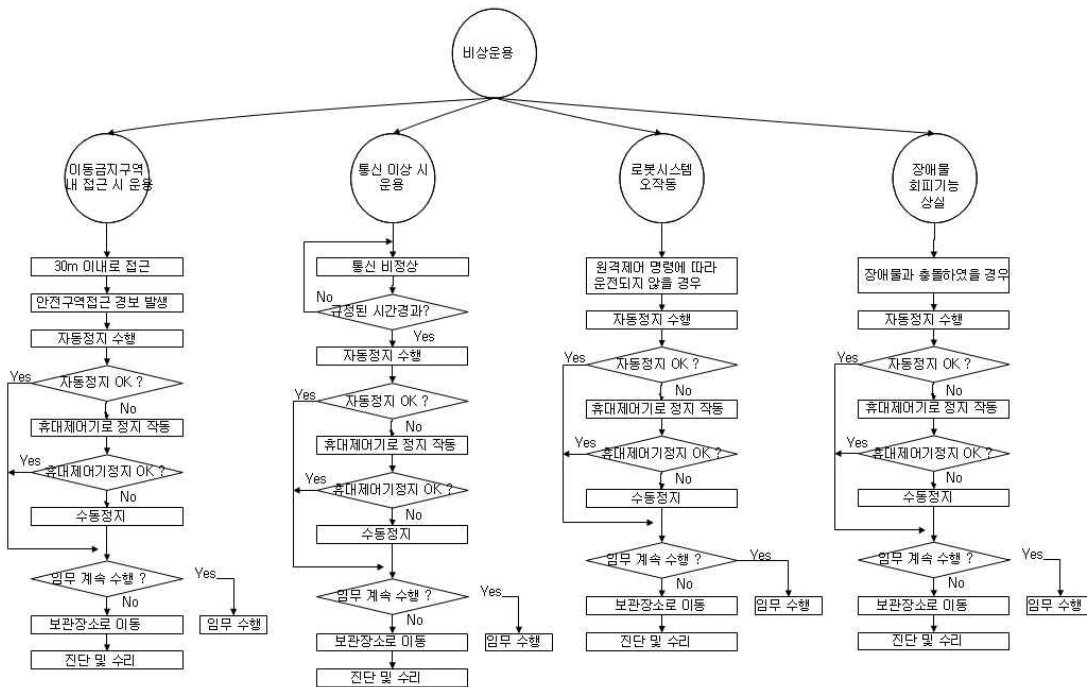 비상운용
이동금지구역
내 접근 시 운용
30m 이내로 접근
안전구역접근 경보 발생
자동정지 수행
Yes
자동정지 OK ?
No
휴대제어기로 정지 작동
Yes
휴대제어기정지 OK ?
No
수동정지
임무 계속 수행 ?
Yes
No
보관장소로 이동
임무 수행
진단 및 수리
통신 이상 시
운용
통신 비정상
No
규정된 시간경과?
Yes
자동정지 수행
Yes
자동정지 OK ?
No
휴대제어기로 정지 작동
Yes
휴대제어기정지 OK ?
No
수동정지
임무 계속 수행 ?
Yes
No
보관장소로 이동
임무 수행
진단 및 수리
로봇시스템
오작동
원격제어 명령에 따라
운전되지 않을 경우
자동정지 수행
Yes
자동정지 OK ?
No
휴대제어기로 정지 작동
Yes
휴대제어기정지 OK ?
No
수동정지
임무 계속 수행 ?
Yes
No
보관장소로 이동
임무 수행
진단 및 수리
장애물
회피기능
상실
장애물과 충돌하였을 경우
자동정지 수행
Yes
자동정지 OK ?
No
휴대제어기로 정지 작동
Yes
휴대제어기정지 OK ?
No
수동정지
임무 계속 수행 ?
Yes
No
보관장소로 이동
임무 수행
진단 및 수리